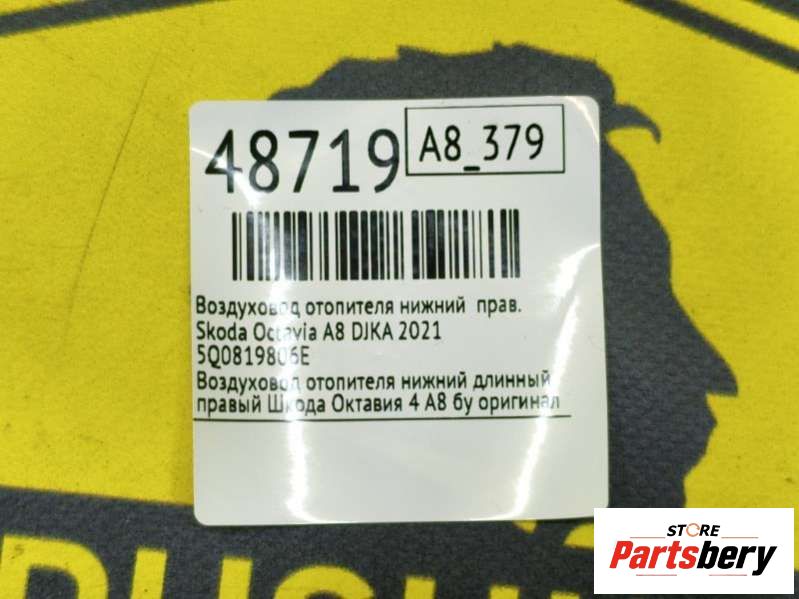 48719
A8_379
Воздуховод отопителя нижний прав.
Skoda Octavia A8 DJKA 2021
5Q0819806E
Воздуховод отопителя нижний длинный
правый Шкода Октавия 4 А8 бу оригинал
STORE
Partsbery